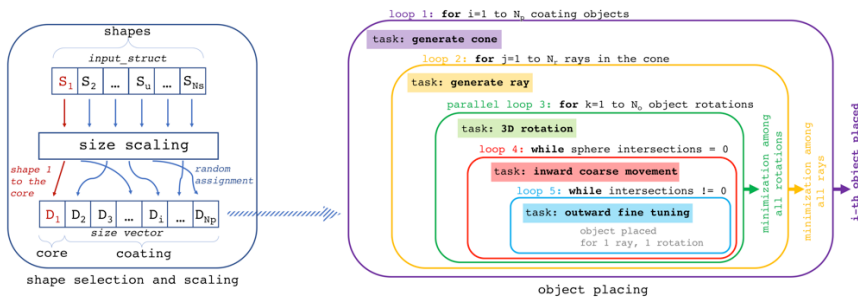 shapes
input_struct
S1 S2 … Su … SNs
size scaling
shape 1
to the
core
random
assignment
D1 D2 D3 … Di … DNp
size vector
core coating
shape selection and scaling
loop 1: for i=1 to No coating objects
task: generate cone
loop 2: for j=1 to Nr rays in the cone
task: generate ray
parallel loop 3: for k=1 to No object rotations
task: 3D rotation
loop 4: while sphere intersections = 0
task: inward coarse movement
loop 5: while intersections != 0
task: outward fine tuning
object placed
for 1 ray, 1 rotation
minimization among
all rotations
minimization among
all rays
i-th object placed
object placing